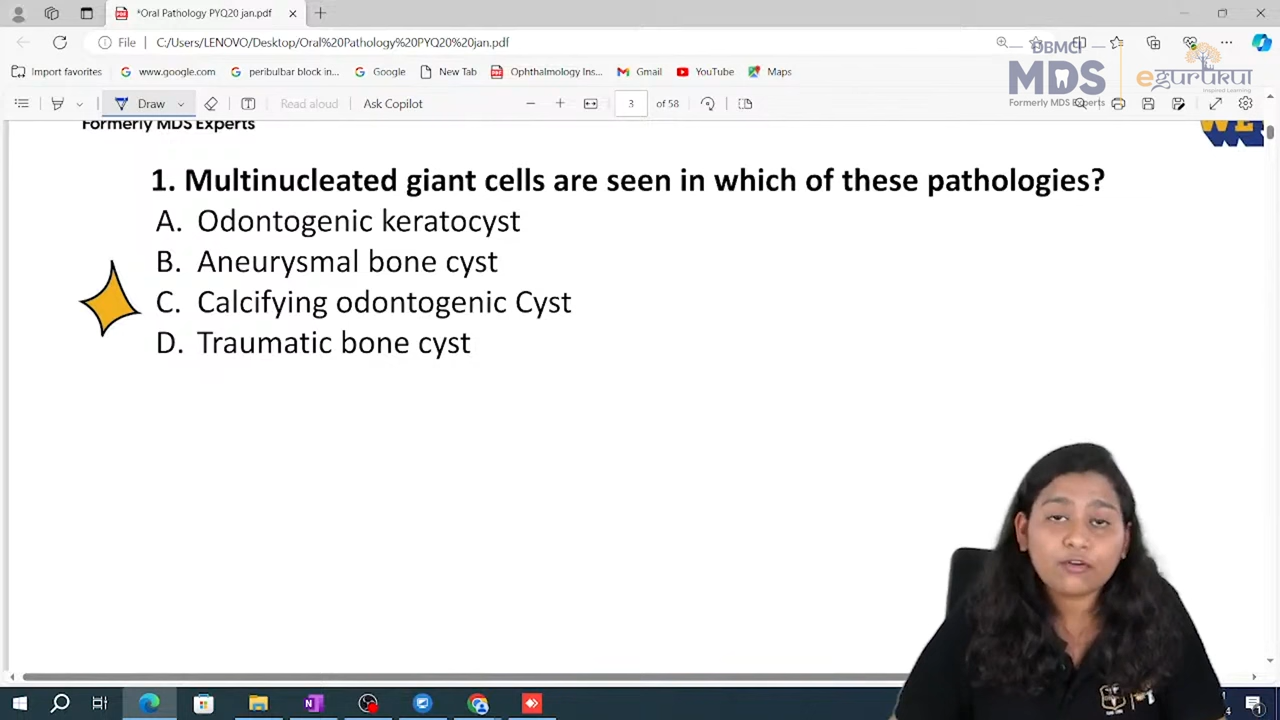 *Oral Pathology PYQ20 jan.pdf
File C:/Users/LENOVO/Desktop/Oral%20Pathology%20PYQ20%20jan.pdf
DBMCI
MDS
Formerly MDS Experts
egurukul
Inspired Learning
Import favorites www.google.com peribulbar block in... Google New Tab Ophthalmology Ins... Gmail YouTube Maps
Draw Read aloud Ask Copilot 3 of 58
Formerly MDS Experts
1. Multinucleated giant cells are seen in which of these pathologies?
A. Odontogenic keratocyst
B. Aneurysmal bone cyst
C. Calcifying odontogenic Cyst
D. Traumatic bone cyst